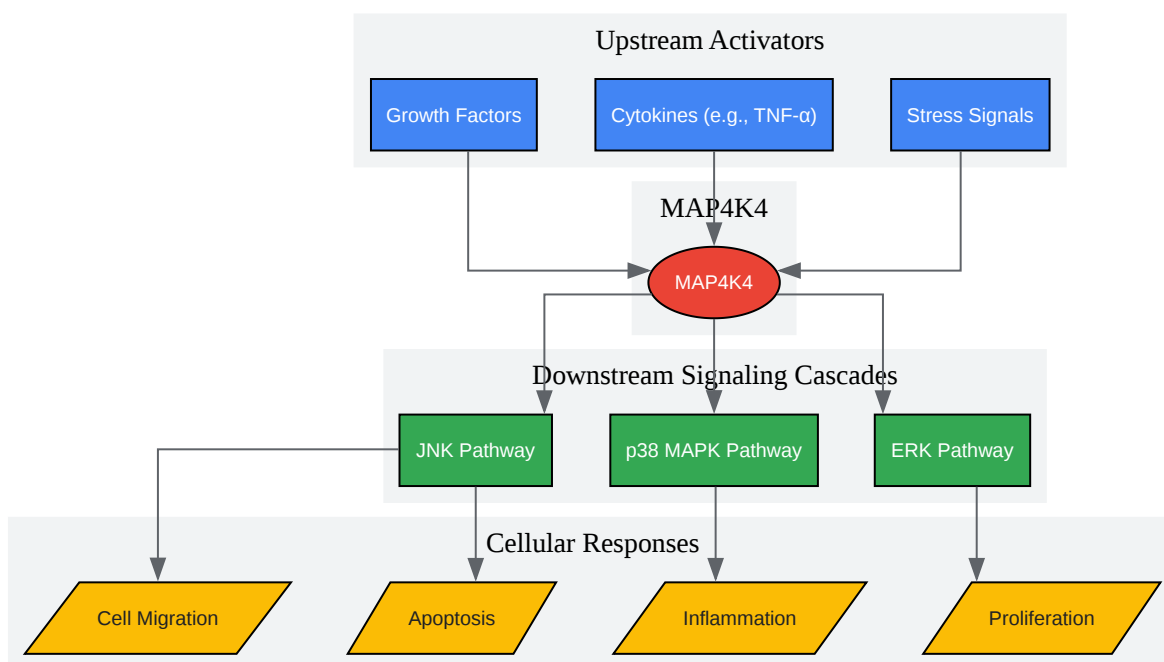 Upstream Activators
Growth Factors
Cytokines (e.g., TNF-α)
Stress Signals
MAP4K4
MAP4K4
Downstream Signaling Cascades
JNK Pathway
p38 MAPK Pathway
ERK Pathway
Cellular Responses
Cell Migration
Apoptosis
Inflammation
Proliferation